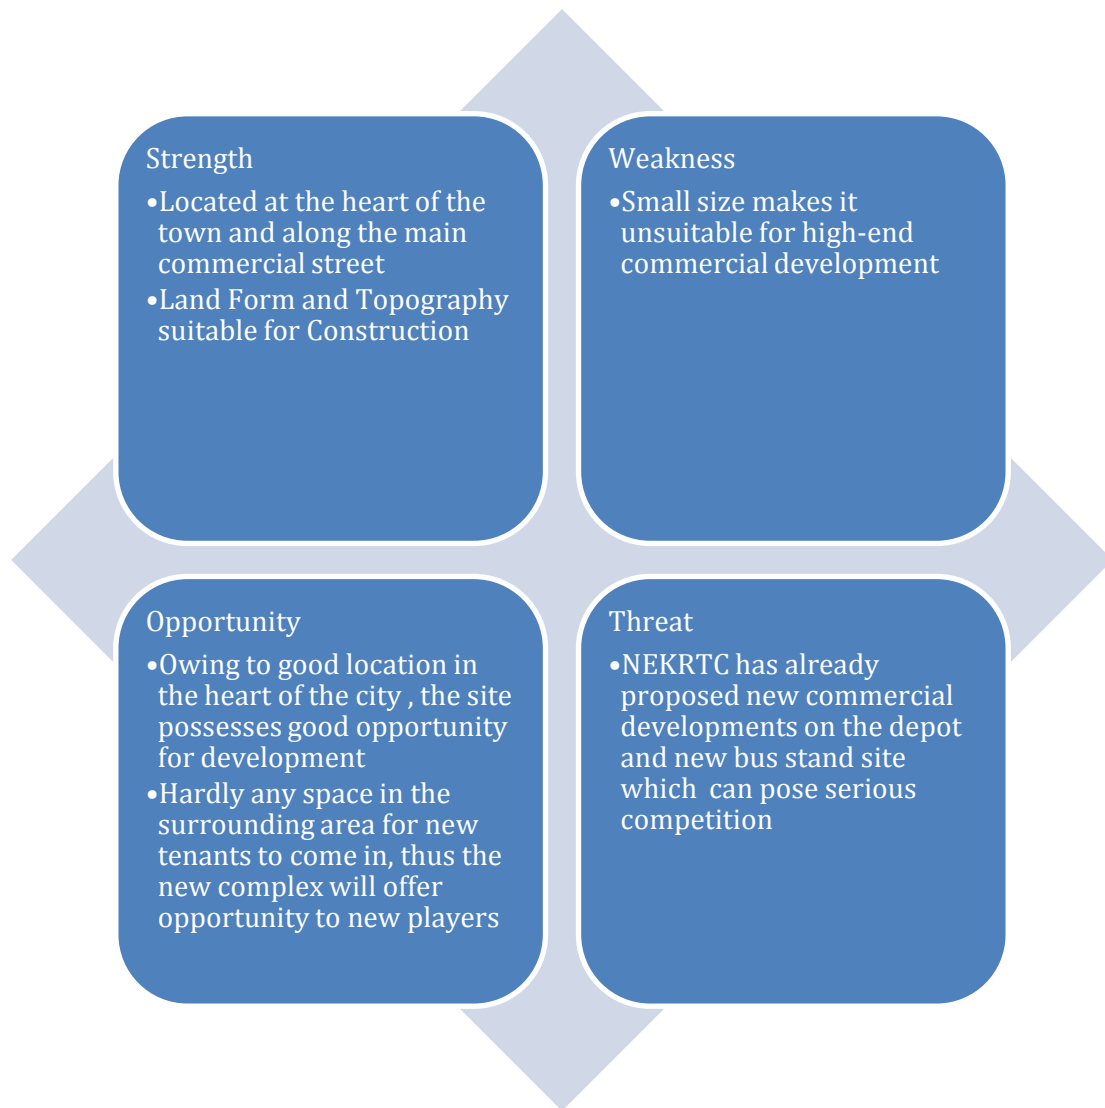 Strength
•Located at the heart of the
town and along the main
commercial street
•Land Form and Topography
suitable for Construction
Weakness
•Small size makes it
unsuitable for high-end
commercial development
Opportunity
•Owing to good location in
the heart of the city , the site
possesses good opportunity
for development
•Hardly any space in the
surrounding area for new
tenants to come in, thus the
new complex will offer
opportunity to new players
Threat
•NEKRTC has already
proposed new commercial
developments on the depot
and new bus stand site
which  can pose serious
competition